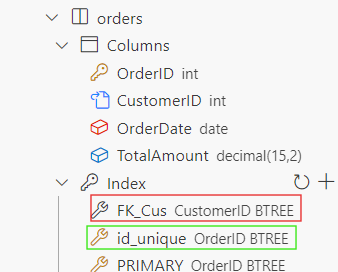 orders
Columns
OrderID int
CustomerID int
OrderDate date
TotalAmount decimal(15,2)
Index
FK_Cus CustomerID BTREE
id_unique OrderID BTREE
PRIMARY OrderID BTREE